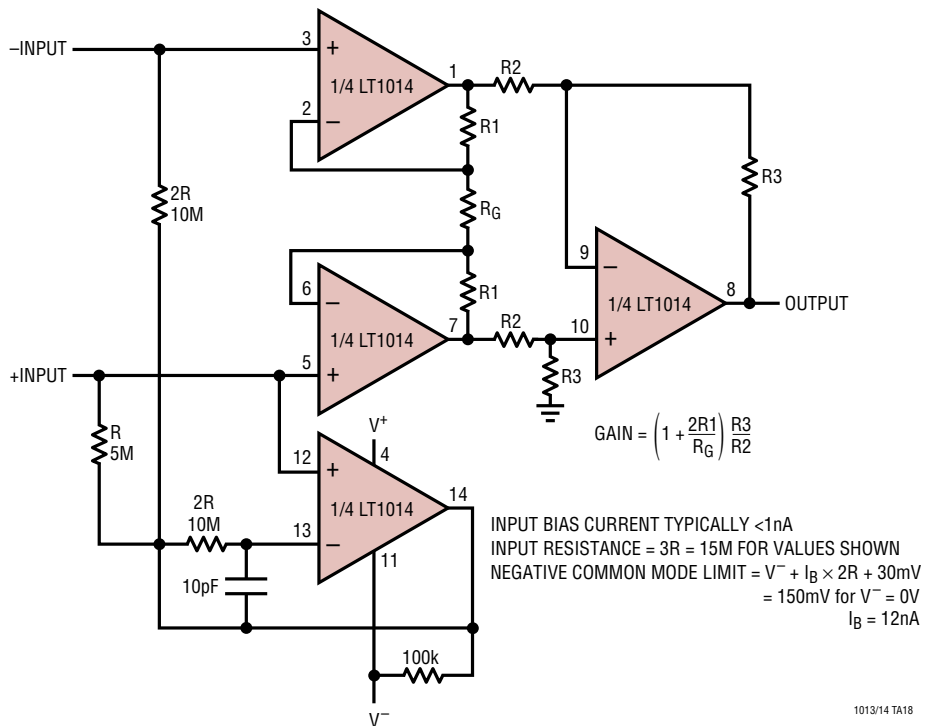 –INPUT
3
+
1/4 LT1014
2
–
1
R2
R1
R3
2R
10M
RG
6
–
1/4 LT1014
5
+
7
R1
R2
9
–
1/4 LT1014
10
+
8
OUTPUT
R3
+INPUT
R
5M
V+
4
12
+
1/4 LT1014
13
–
14
11
2R
10M
10pF
100k
V–
GAIN = (1 + 2R1/RG) R3/R2
INPUT BIAS CURRENT TYPICALLY <1nA
INPUT RESISTANCE = 3R = 15M FOR VALUES SHOWN
NEGATIVE COMMON MODE LIMIT = V– + IB × 2R + 30mV
= 150mV for V– = 0V
IB = 12nA
1013/14 TA18